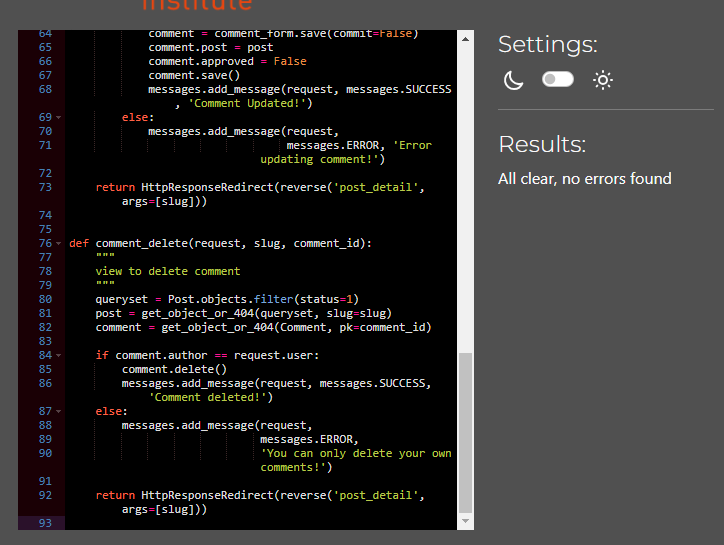 institute
64 comment = comment_form.save(commit=False)
65 comment.post = post
66 comment.approved = False
67 comment.save()
68 messages.add_message(request, messages.SUCCESS
, 'Comment Updated!')
69 else:
70 messages.add_message(request,
71 messages.ERROR, 'Error
updating comment!')
72
73 return HttpResponseRedirect(reverse('post_detail',
args=[slug]))
74
75
76 def comment_delete(request, slug, comment_id):
77 """
78 view to delete comment
79 """
80 queryset = Post.objects.filter(status=1)
81 post = get_object_or_404(queryset, slug=slug)
82 comment = get_object_or_404(Comment, pk=comment_id)
83
84 if comment.author == request.user:
85 comment.delete()
86 messages.add_message(request, messages.SUCCESS,
'Comment deleted!')
87 else:
88 messages.add_message(request,
89 messages.ERROR,
90 'You can only delete your own
comments!')
91
92 return HttpResponseRedirect(reverse('post_detail',
args=[slug]))
93
Settings:
Results:
All clear, no errors found